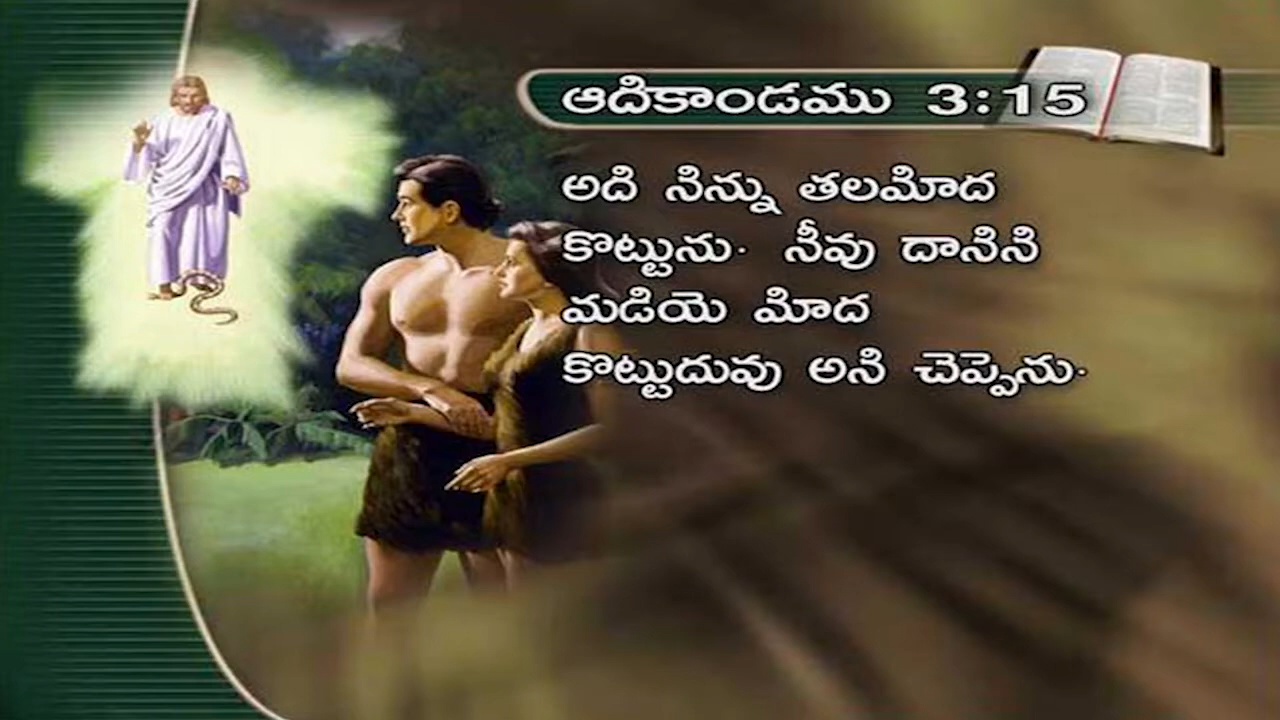 ఆదికాండము 3:15
అది నిన్ను తలమీద
కొట్టును. నీవు దానిని
మడియె మీద
కొట్టుదువు అని చెప్పెను.